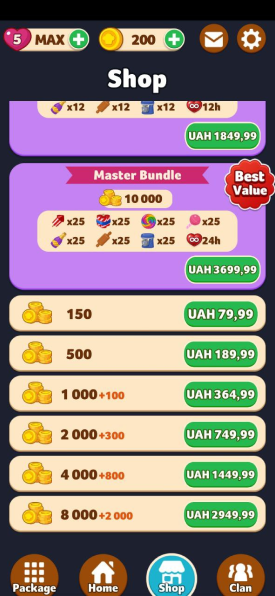 5 MAX 200
Shop
x12 x12 x12 12h
UAH 1849,99
Master Bundle
Best
Value
10 000
x25 x25 x25 x25
x25 x25 x25 24h
UAH 3699,99
150 UAH 79,99
500 UAH 189,99
1 000+100 UAH 364,99
2 000+300 UAH 749,99
4 000+800 UAH 1449,99
8 000+2 000 UAH 2949,99
Package Home Shop Clan